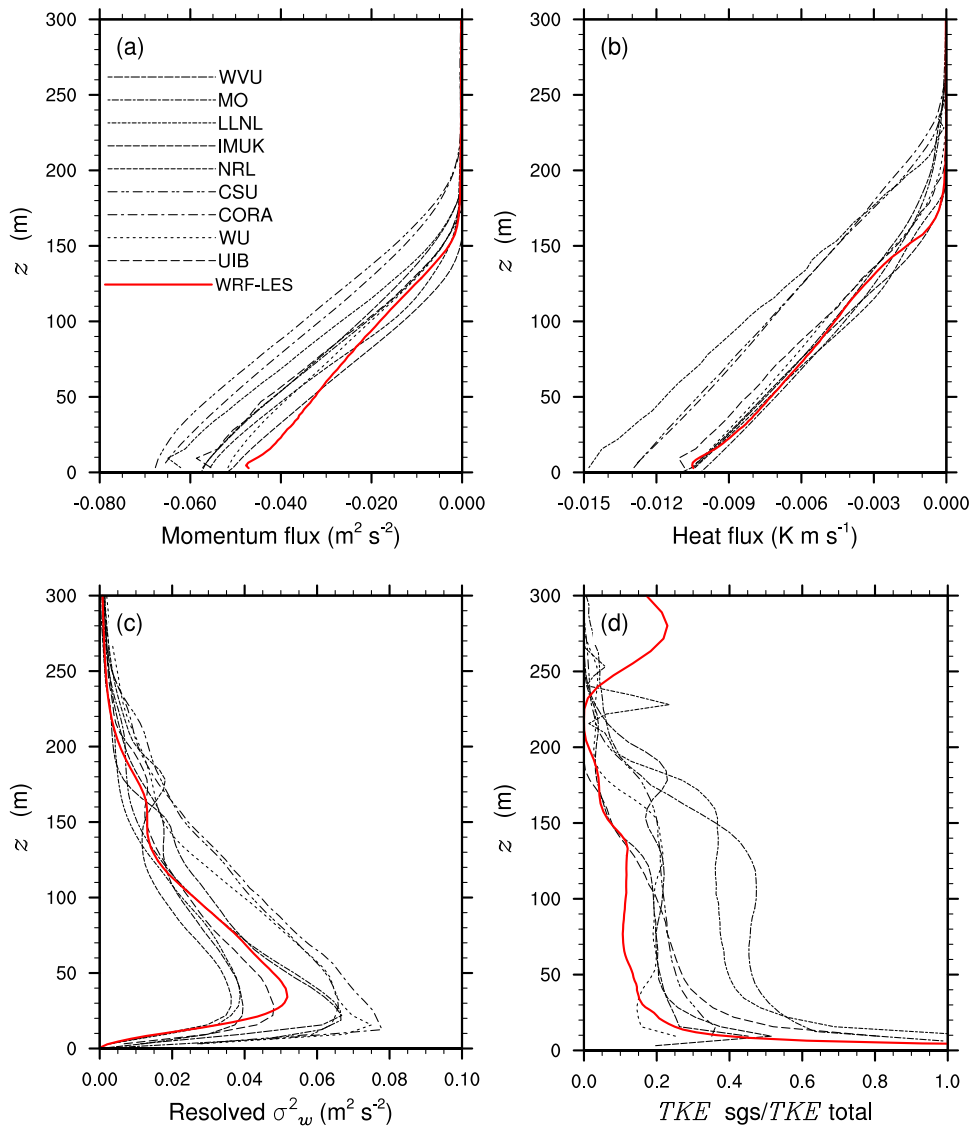 300
250
200
150
100
50
0
z (m)
(a)
WVU
MO
LLNL
IMUK
NRL
CSU
CORA
WU
UIB
WRF-LES
-0.080 -0.060 -0.040 -0.020 0.000
Momentum flux (m² s⁻²)
300
250
200
150
100
50
0
z (m)
(b)
-0.015 -0.012 -0.009 -0.006 -0.003 0.000
Heat flux (K m s⁻¹)
300
250
200
150
100
50
0
z (m)
(c)
0.00 0.02 0.04 0.06 0.08 0.10
Resolved σ²w (m² s⁻²)
300
250
200
150
100
50
0
z (m)
(d)
0 0.2 0.4 0.6 0.8 1.0
TKE sgs/TKE total